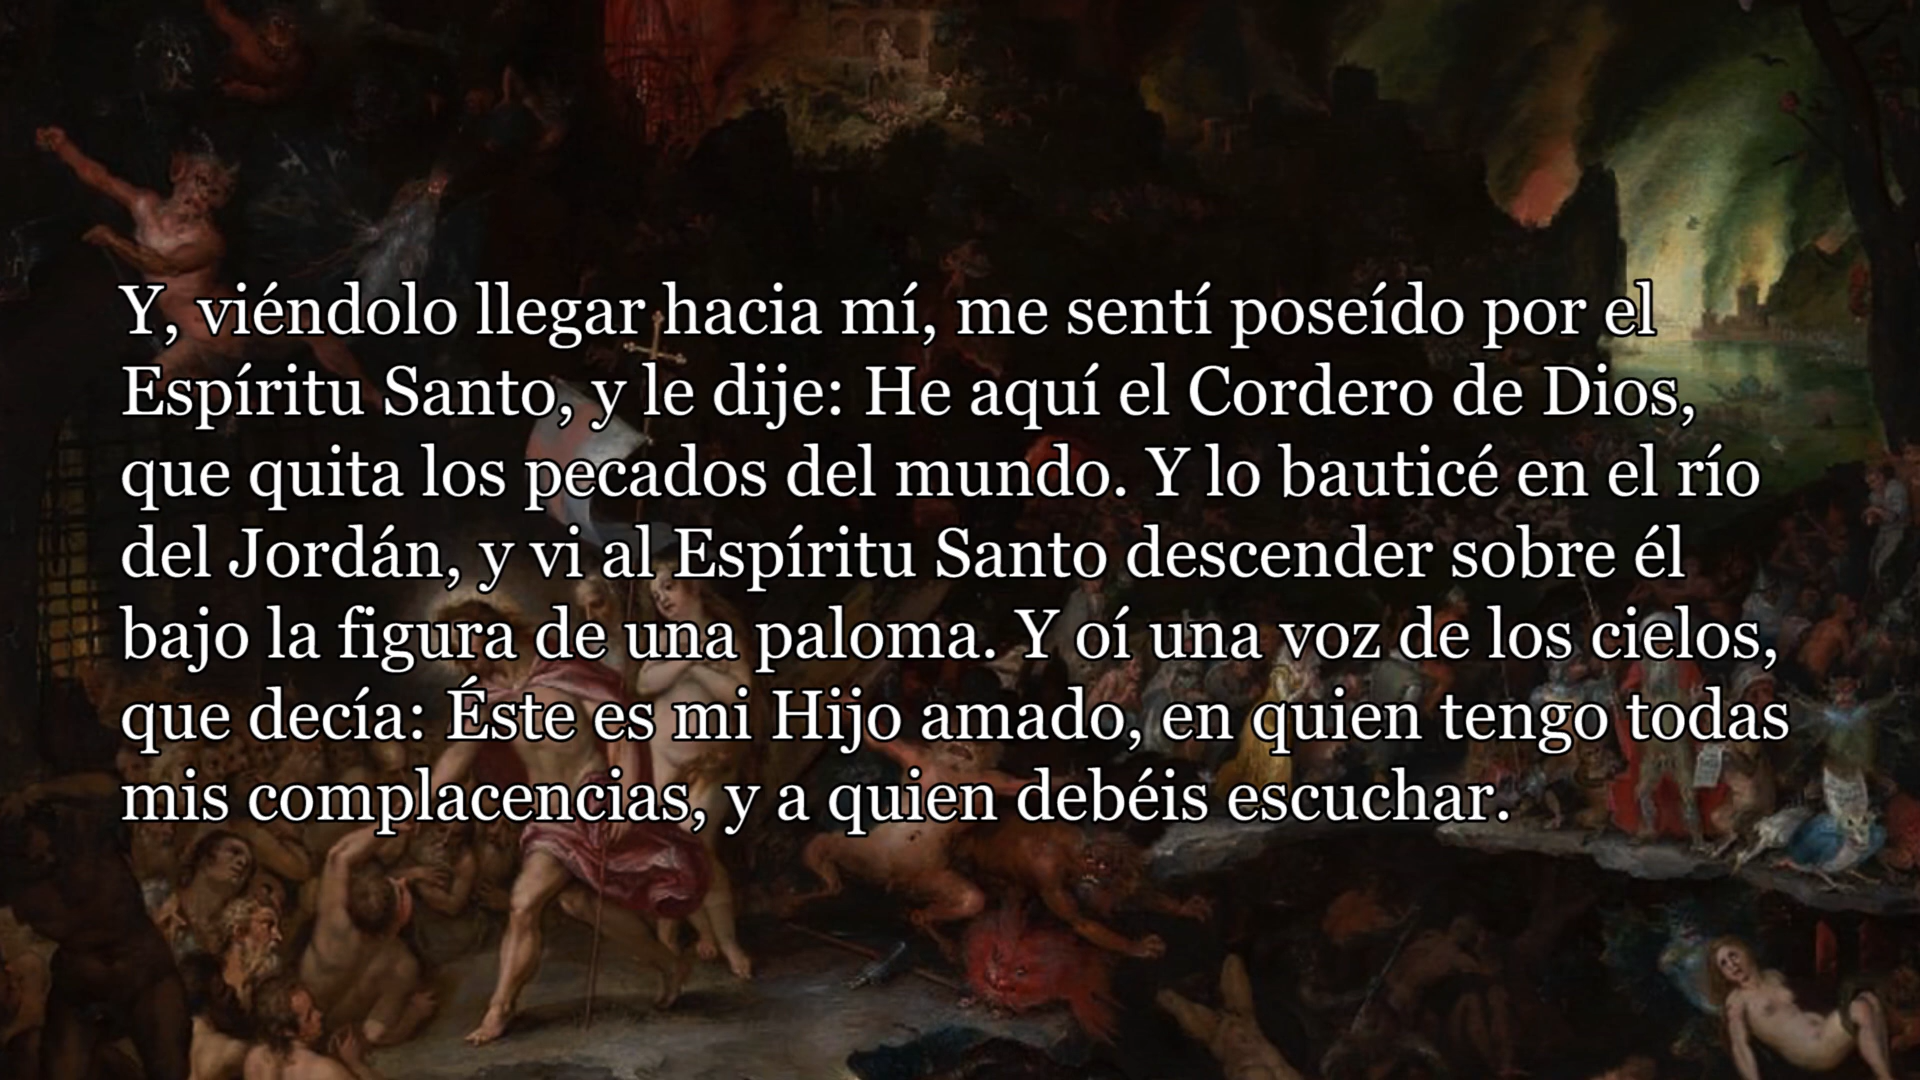 Y, viéndolo llegar hacia mí, me sentí poseído por el
Espíritu Santo, y le dije: He aquí el Cordero de Dios,
que quita los pecados del mundo. Y lo bauticé en el río
del Jordán, y vi al Espíritu Santo descender sobre él
bajo la figura de una paloma. Y oí una voz de los cielos,
que decía: Éste es mi Hijo amado, en quien tengo todas
mis complacencias, y a quien debéis escuchar.